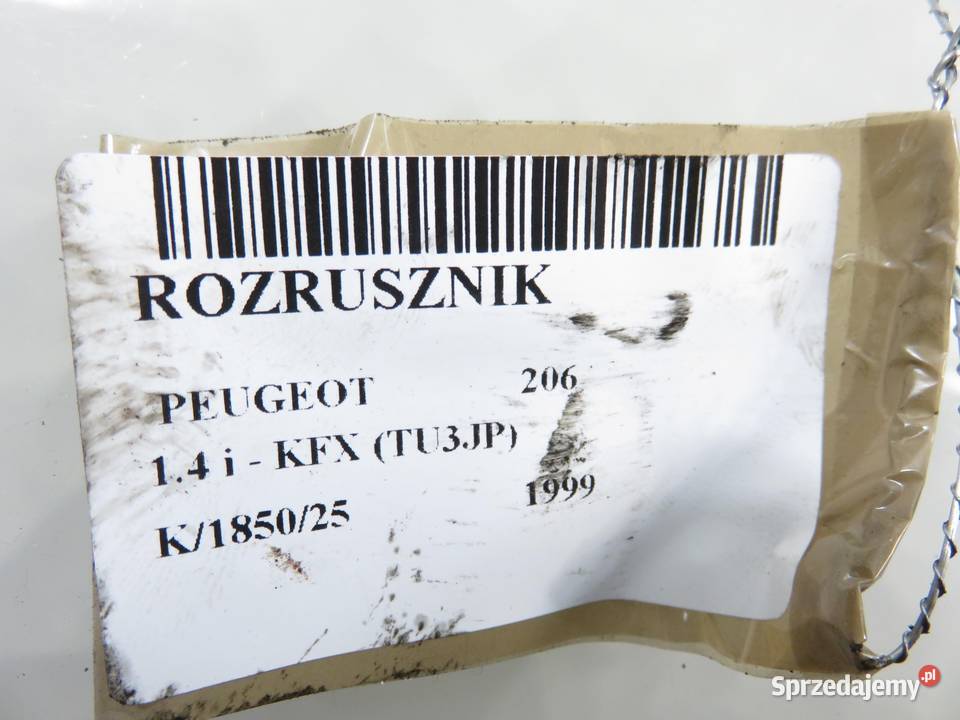 ROZRUSZNIK
PEUGEOT 206
1.4 i - KFX (TU3JP)
K/1850/25 1999
Sprzedajemy.pl